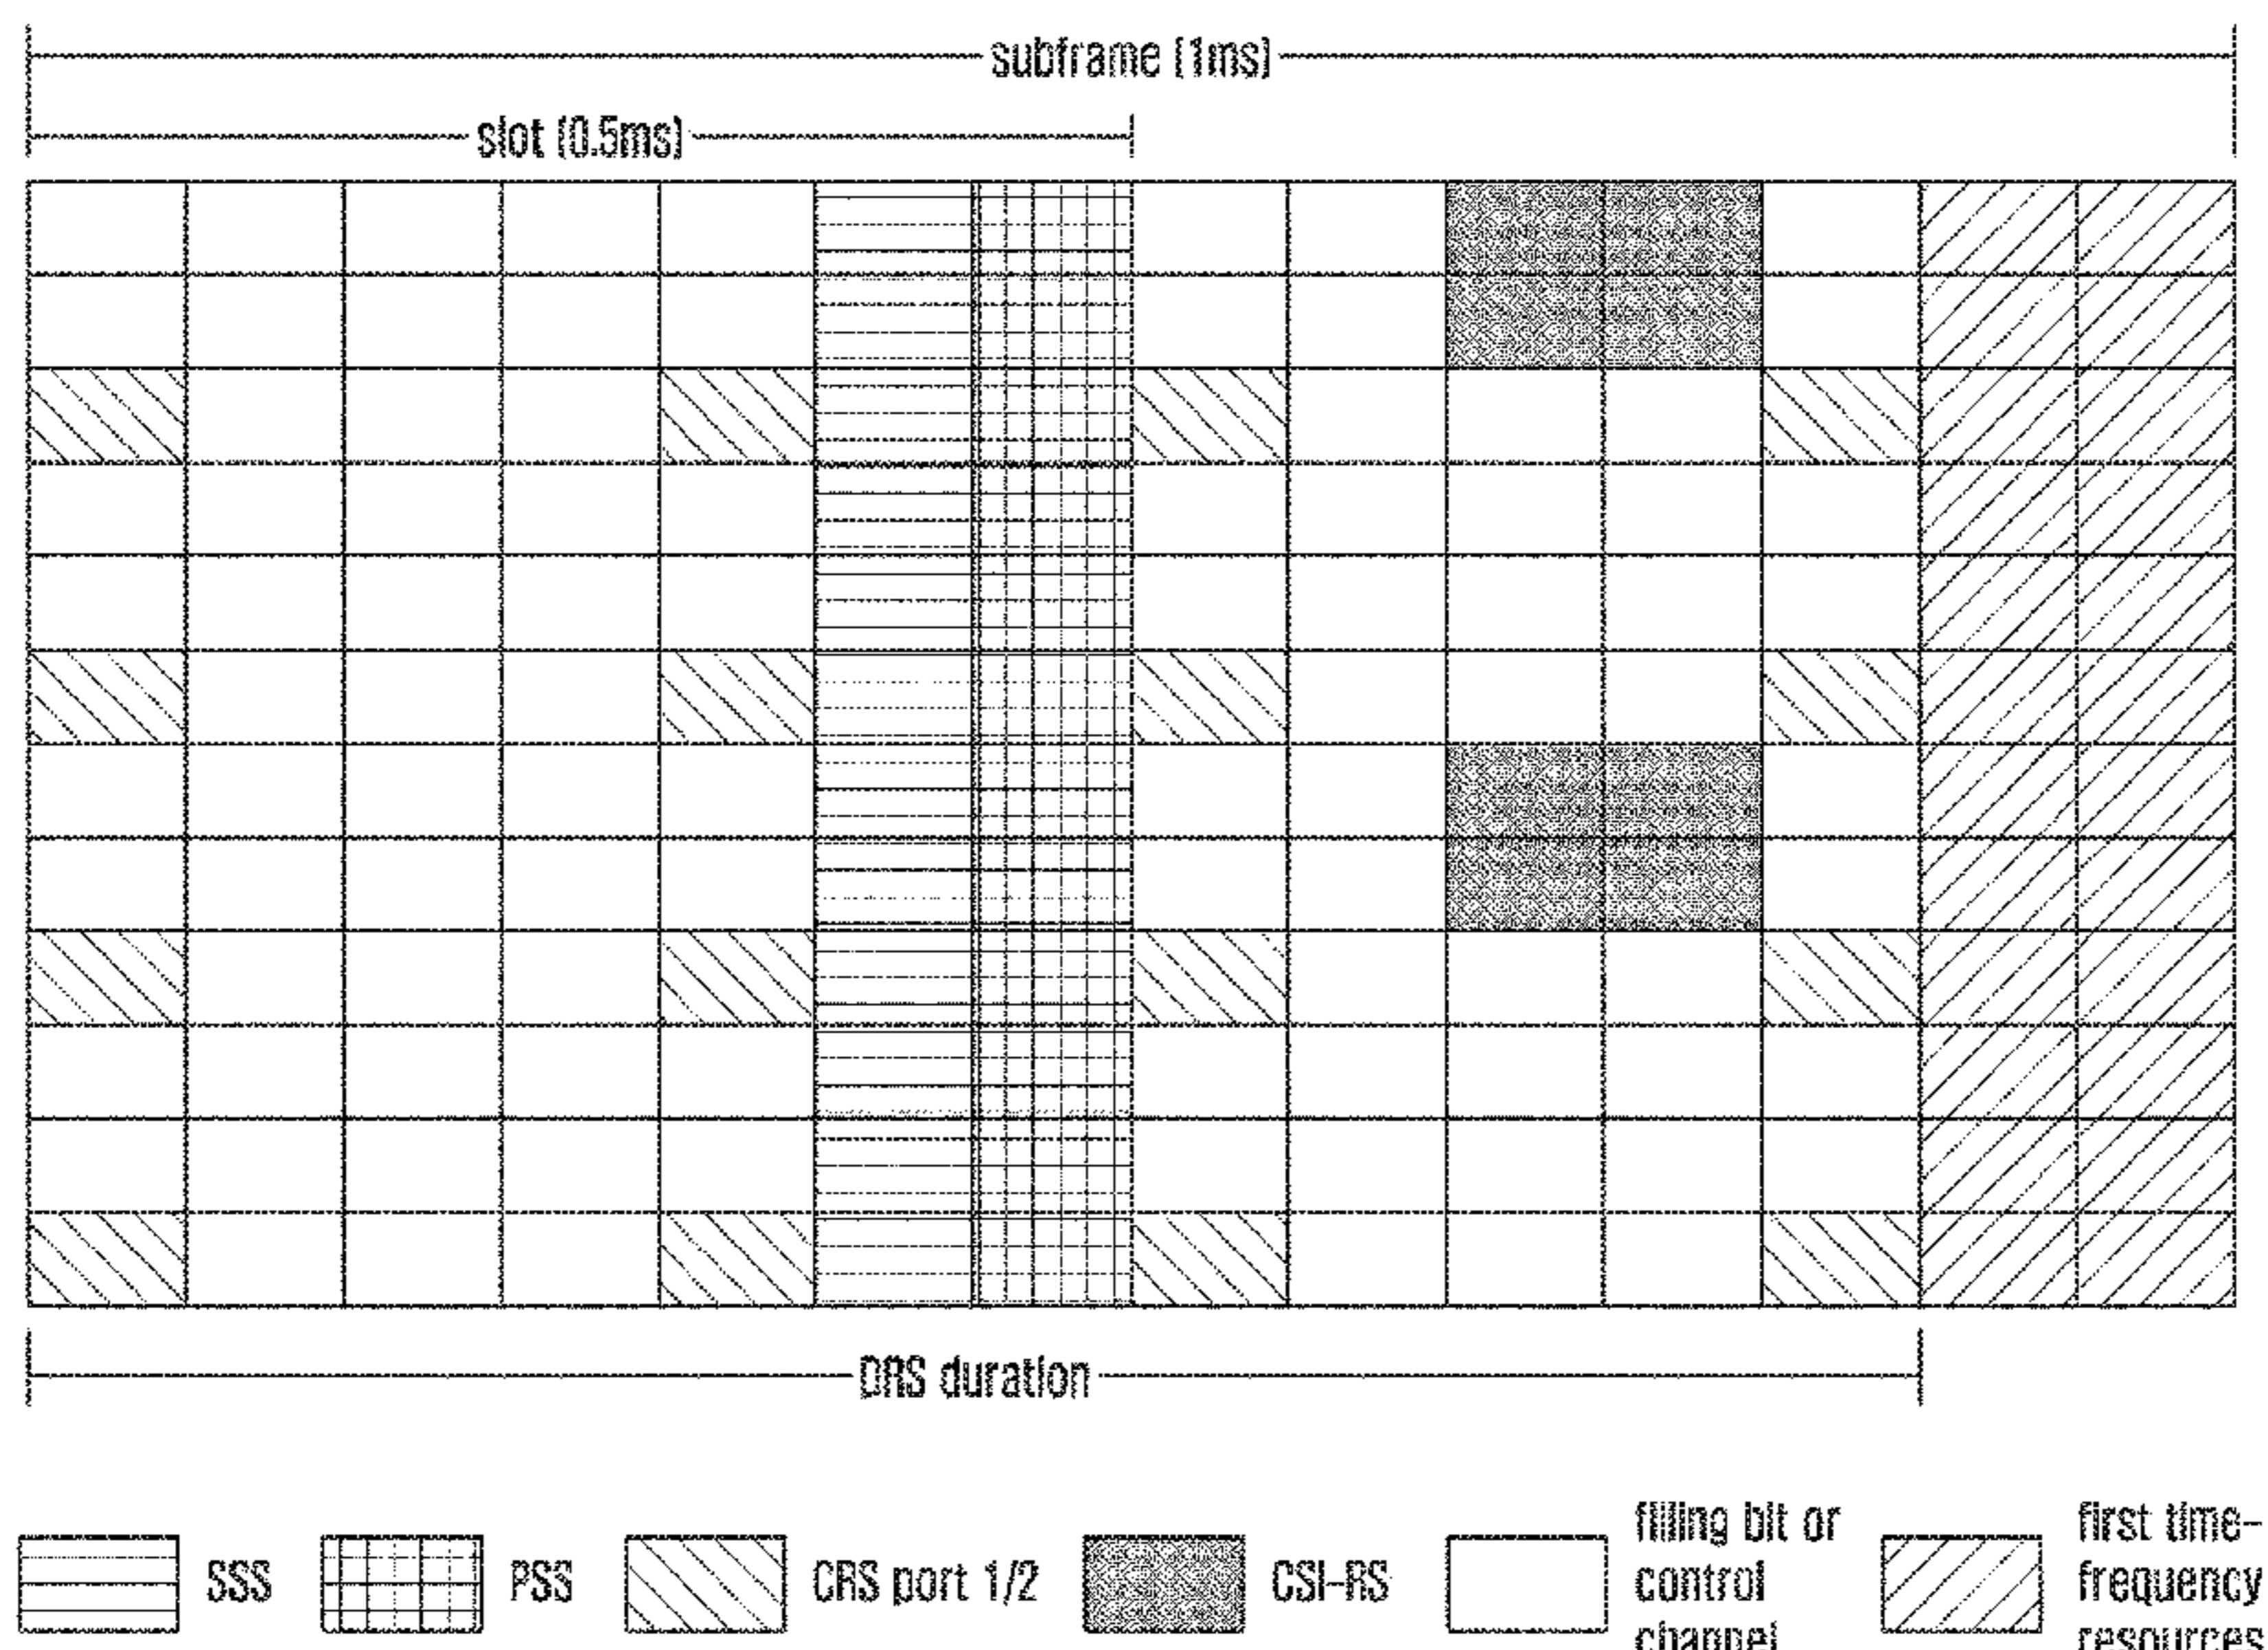 subframe (1ms)
slot (0.5ms)
DRS duration
SSS
PSS
CRS port 1/2
CSI-RS
filling bit or
control
channel
first time-
frequency
resources